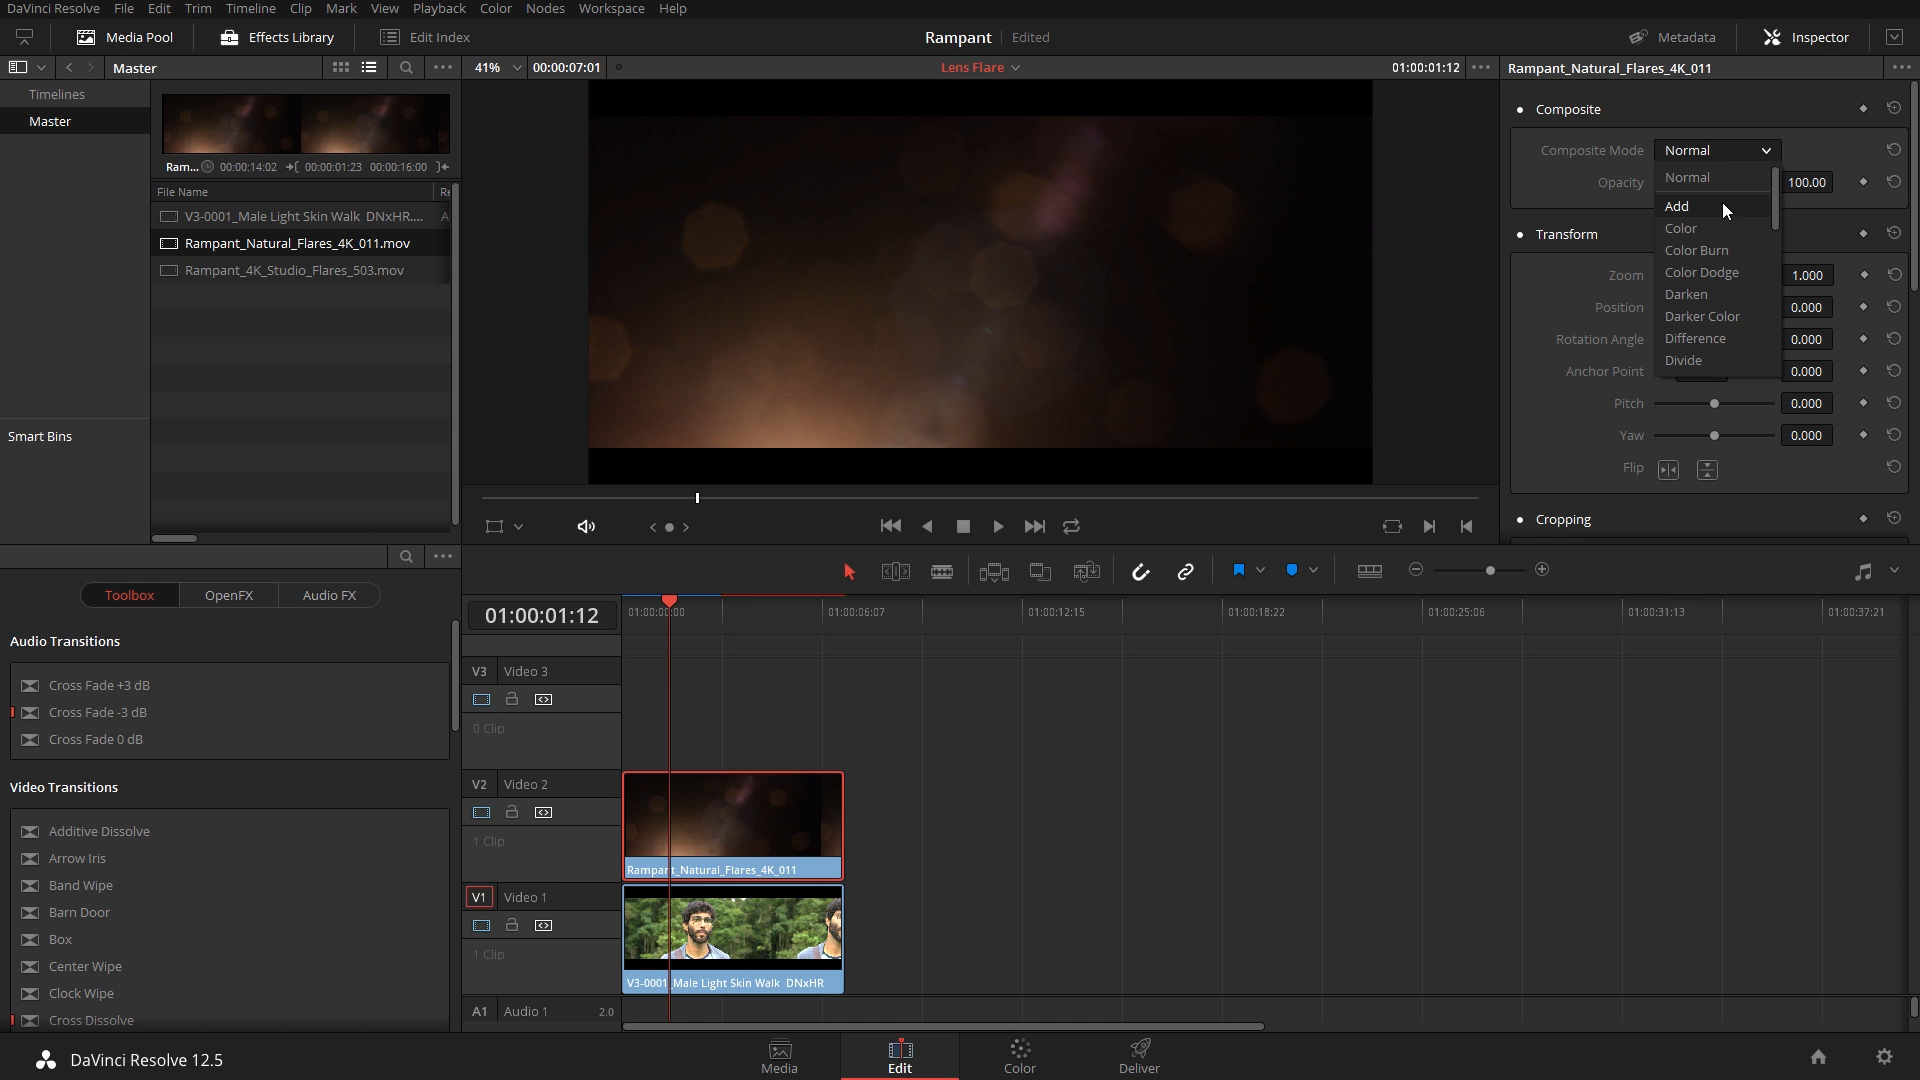 DaVinci Resolve File Edit Trim Timeline Clip Mark View Playback Color Nodes Workspace Help
Media Pool Effects Library Edit Index Rampant Edited Metadata Inspector
Master 41% 00:00:07:01 Lens Flare 01:00:01:12 Rampant_Natural_Flares_4K_011
Timelines
Master
Ram... 00:00:14:02 00:00:01:23 00:00:16:00
File Name Re
V3-0001_Male Light Skin Walk DNxHR.... A
Rampant_Natural_Flares_4K_011.mov
Rampant_4K_Studio_Flares_503.mov
Smart Bins
Composite
Composite Mode Normal
Opacity 100.00
Normal
Add
Color
Color Burn
Color Dodge
Darken
Darker Color
Difference
Divide
Transform
Zoom 1.000
Position 0.000
Rotation Angle 0.000
Anchor Point 0.000
Pitch 0.000
Yaw 0.000
Flip
Cropping
Toolbox OpenFX Audio FX
Audio Transitions
Cross Fade +3 dB
Cross Fade -3 dB
Cross Fade 0 dB
Video Transitions
Additive Dissolve
Arrow Iris
Band Wipe
Barn Door
Box
Center Wipe
Clock Wipe
Cross Dissolve
01:00:01:12 01:00:00:00 01:00:06:07 01:00:12:15 01:00:18:22 01:00:25:06 01:00:31:13 01:00:37:21
V3 Video 3
0 Clip
V2 Video 2
1 Clip
Rampant_Natural_Flares_4K_011
V1 Video 1
1 Clip
V3-0001_Male Light Skin Walk DNxHR
A1 Audio 1 2.0
DaVinci Resolve 12.5
Media Edit Color Deliver